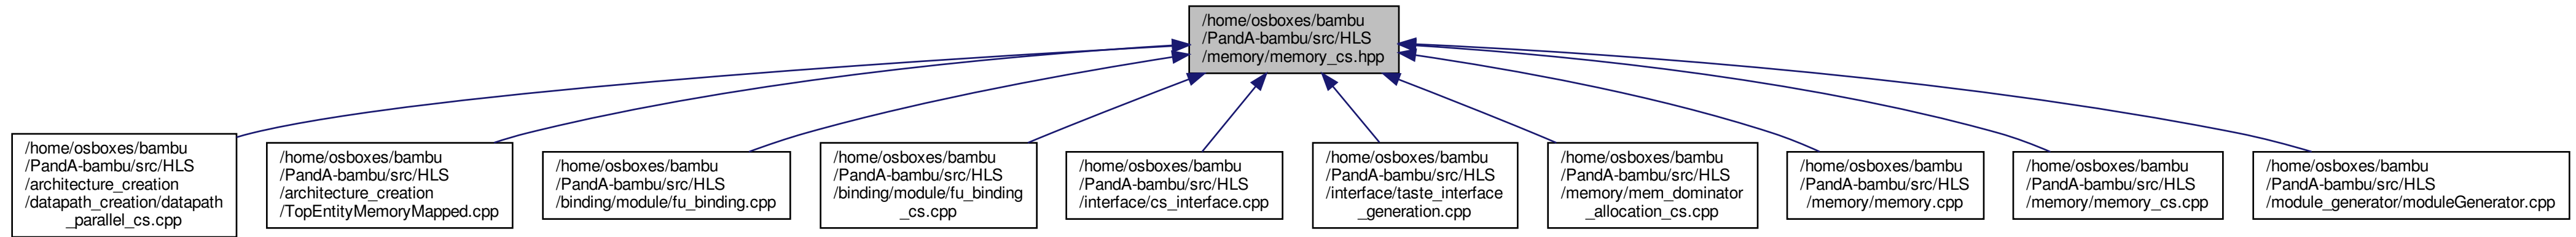 /home/osboxes/bambu
/PandA-bambu/src/HLS
/memory/memory_cs.hpp
/home/osboxes/bambu
/PandA-bambu/src/HLS
/architecture_creation
/datapath_creation/datapath
_parallel_cs.cpp
/home/osboxes/bambu
/PandA-bambu/src/HLS
/architecture_creation
/TopEntityMemoryMapped.cpp
/home/osboxes/bambu
/PandA-bambu/src/HLS
/binding/module/fu_binding.cpp
/home/osboxes/bambu
/PandA-bambu/src/HLS
/binding/module/fu_binding
_cs.cpp
/home/osboxes/bambu
/PandA-bambu/src/HLS
/interface/cs_interface.cpp
/home/osboxes/bambu
/PandA-bambu/src/HLS
/interface/taste_interface
_generation.cpp
/home/osboxes/bambu
/PandA-bambu/src/HLS
/memory/mem_dominator
_allocation_cs.cpp
/home/osboxes/bambu
/PandA-bambu/src/HLS
/memory/memory.cpp
/home/osboxes/bambu
/PandA-bambu/src/HLS
/memory/memory_cs.cpp
/home/osboxes/bambu
/PandA-bambu/src/HLS
/module_generator/moduleGenerator.cpp